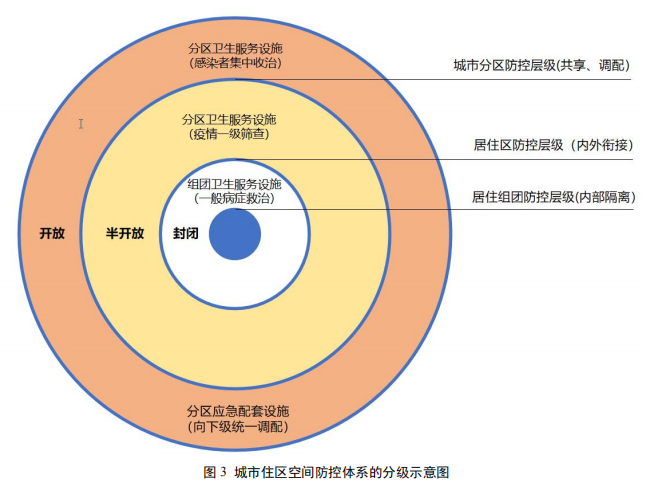 分区卫生服务设施
(感染者集中收治)
城市分区防控层级(共享、调配)
分区卫生服务设施
(疫情一级筛查)
居住区防控层级（内外衔接)
组团卫生服务设施
(一般病症救治)
居住组团防控层级(内部隔离)
开放
半开放
封闭
分区应急配套设施
(向下级统一调配)
图 3 城市住区空间防控体系的分级示意图